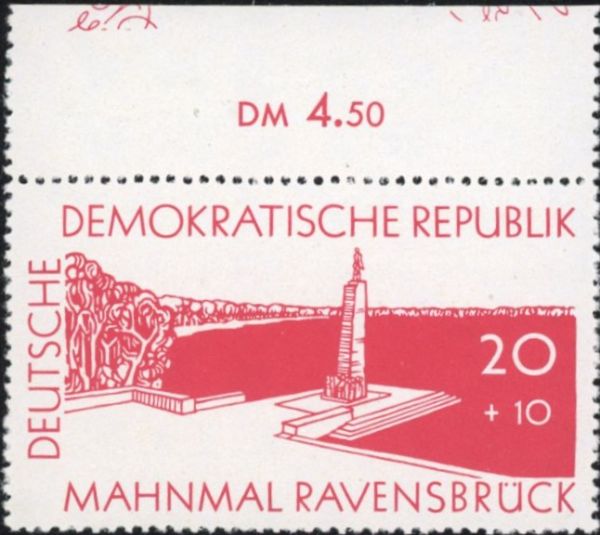 DM 4.50
DEUTSCHE
DEMOKRATISCHE REPUBLIK
20
+ 10
MAHNMAL RAVENSBRÜCK